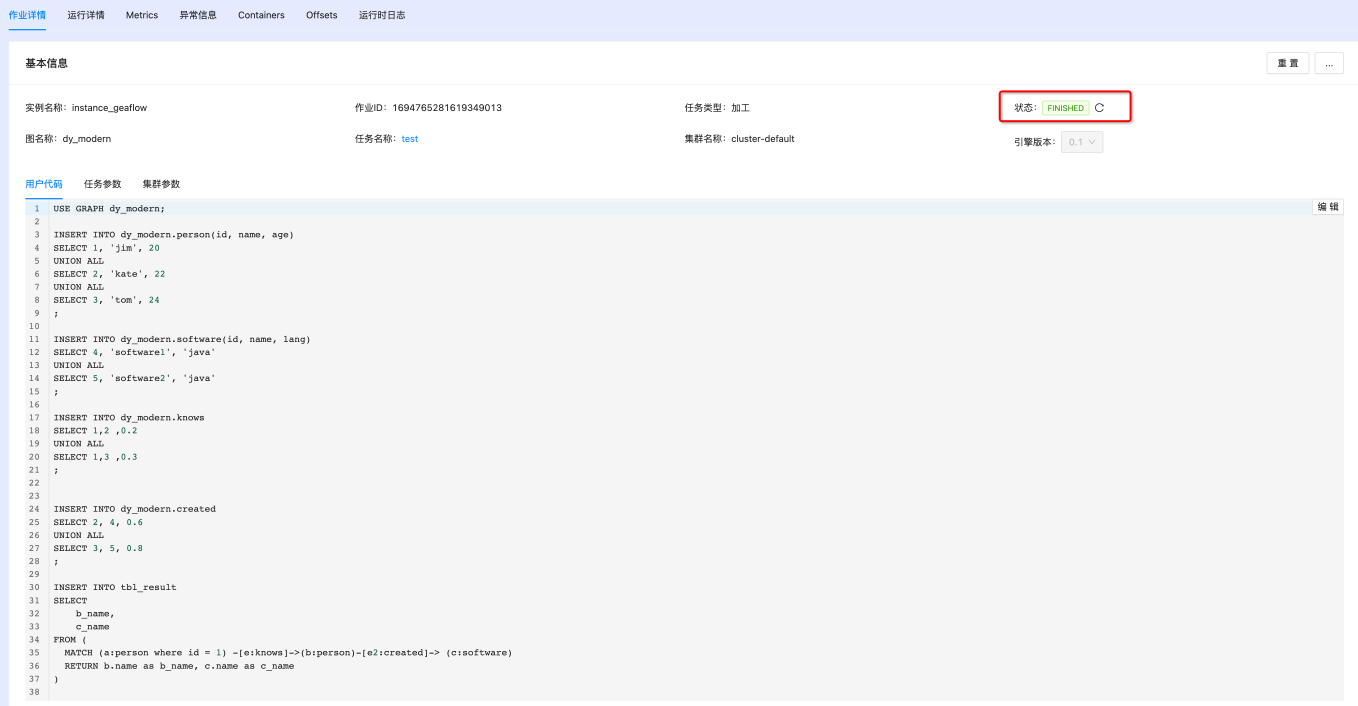 作业详情 运行详情 Metrics 异常信息 Containers Offsets 运行时日志
基本信息 重 置 ...
实例名称: instance_geaflow 作业ID: 1694765281619349013 任务类型: 加工 状态: FINISHED
图名称: dy_modern 任务名称: test 集群名称: cluster-default 引擎版本: 0.1
用户代码 任务参数 集群参数
1 USE GRAPH dy_modern; 编 辑
2
3 INSERT INTO dy_modern.person(id, name, age)
4 SELECT 1, 'jim', 20
5 UNION ALL
6 SELECT 2, 'kate', 22
7 UNION ALL
8 SELECT 3, 'tom', 24
9 ;
10
11 INSERT INTO dy_modern.software(id, name, lang)
12 SELECT 4, 'software1', 'java'
13 UNION ALL
14 SELECT 5, 'software2', 'java'
15 ;
16
17 INSERT INTO dy_modern.knows
18 SELECT 1,2 ,0.2
19 UNION ALL
20 SELECT 1,3 ,0.3
21 ;
22
23
24 INSERT INTO dy_modern.created
25 SELECT 2, 4, 0.6
26 UNION ALL
27 SELECT 3, 5, 0.8
28 ;
29
30 INSERT INTO tbl_result
31 SELECT
32 b_name,
33 c_name
34 FROM (
35 MATCH (a:person where id = 1) -[e:knows]->(b:person)-[e2:created]-> (c:software)
36 RETURN b.name as b_name, c.name as c_name
37 )
38